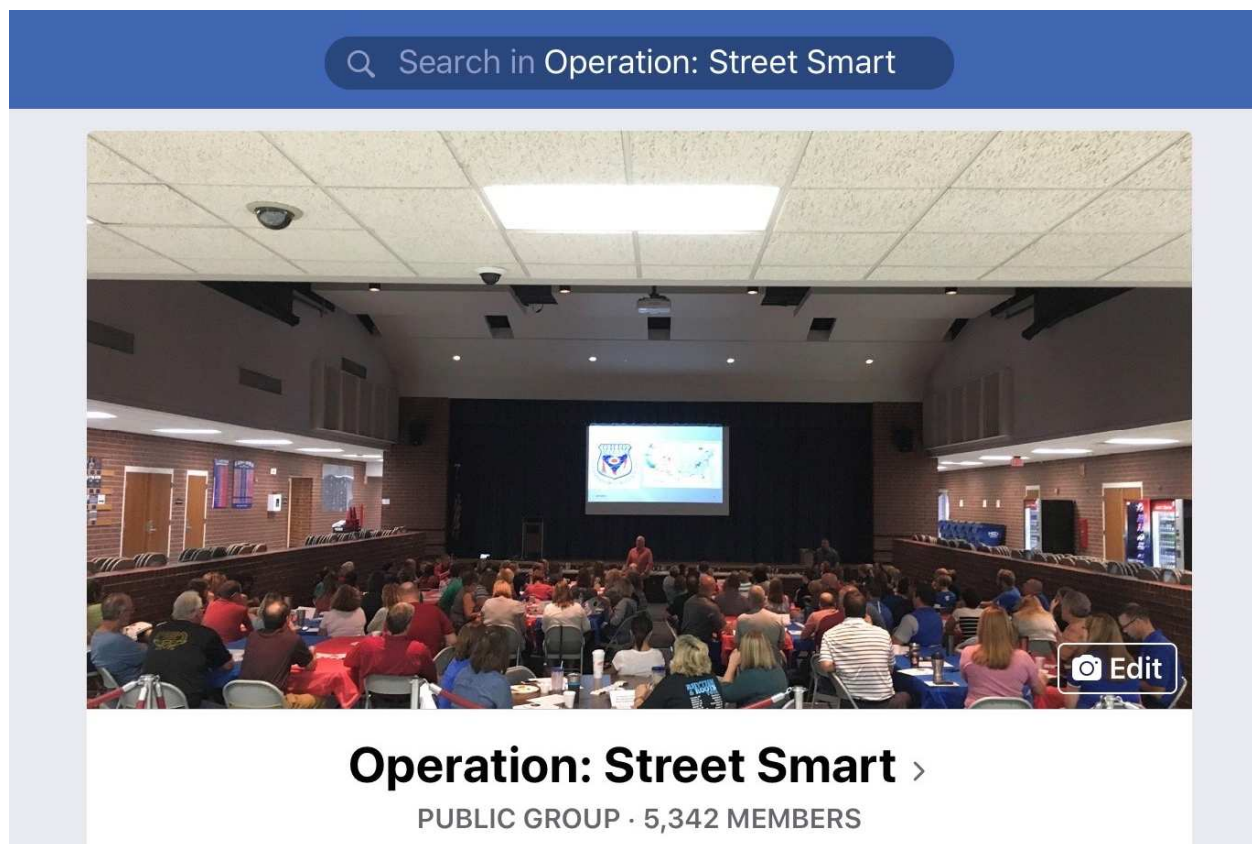 Search in Operation: Street Smart
Edit
Operation: Street Smart
PUBLIC GROUP · 5,342 MEMBERS